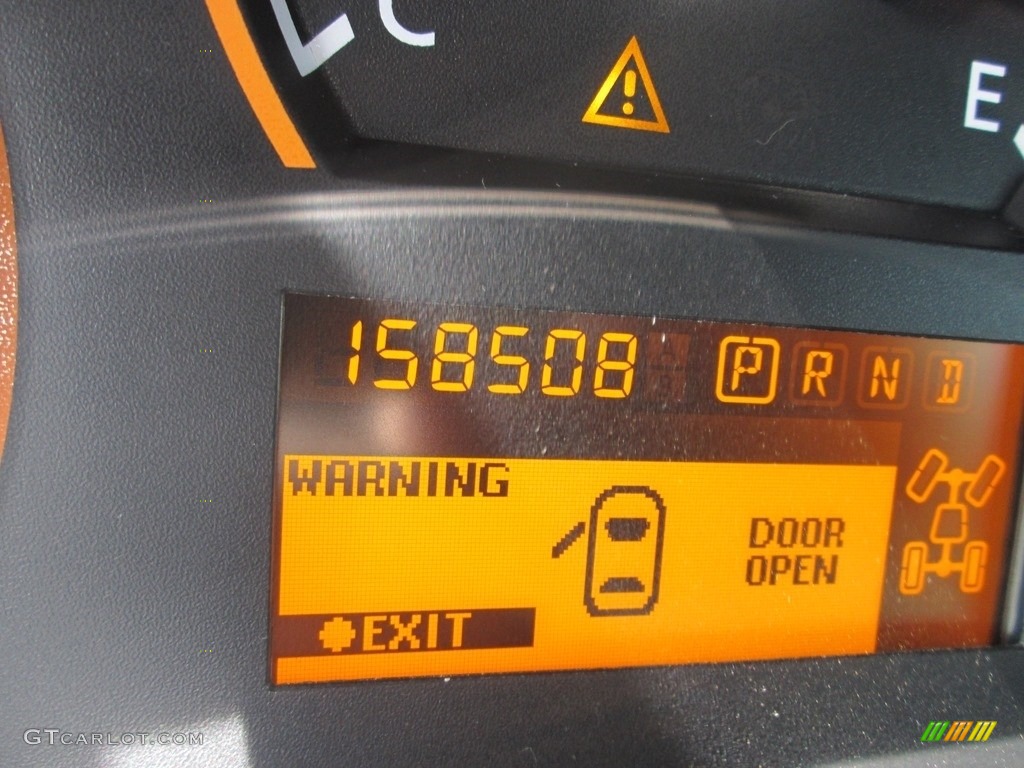 E
158508 P R N D
WARNING
DOOR
OPEN
EXIT
GTCARLOT.COM